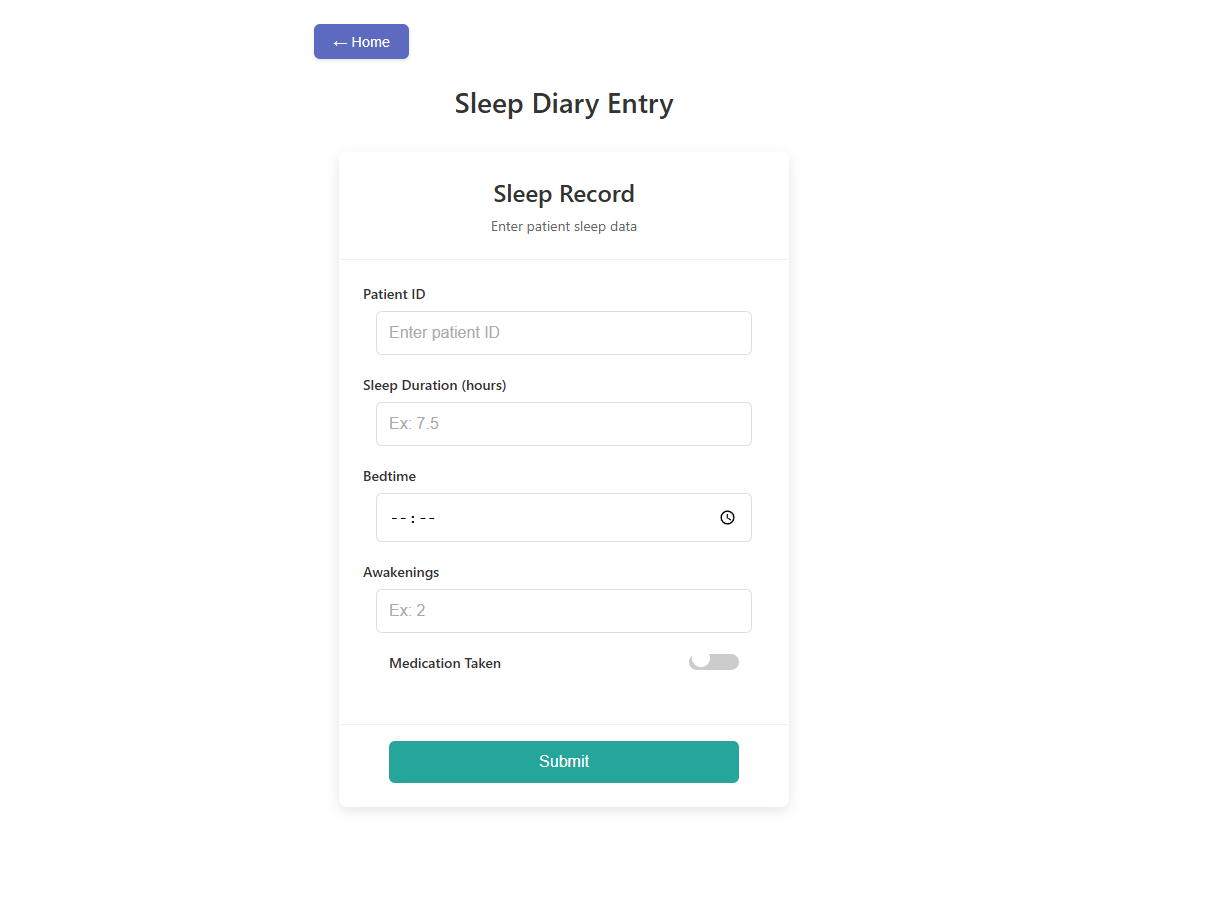 ← Home
Sleep Diary Entry
Sleep Record
Enter patient sleep data
Patient ID
Enter patient ID
Sleep Duration (hours)
Ex: 7.5
Bedtime
--:--
Awakenings
Ex: 2
Medication Taken
Submit